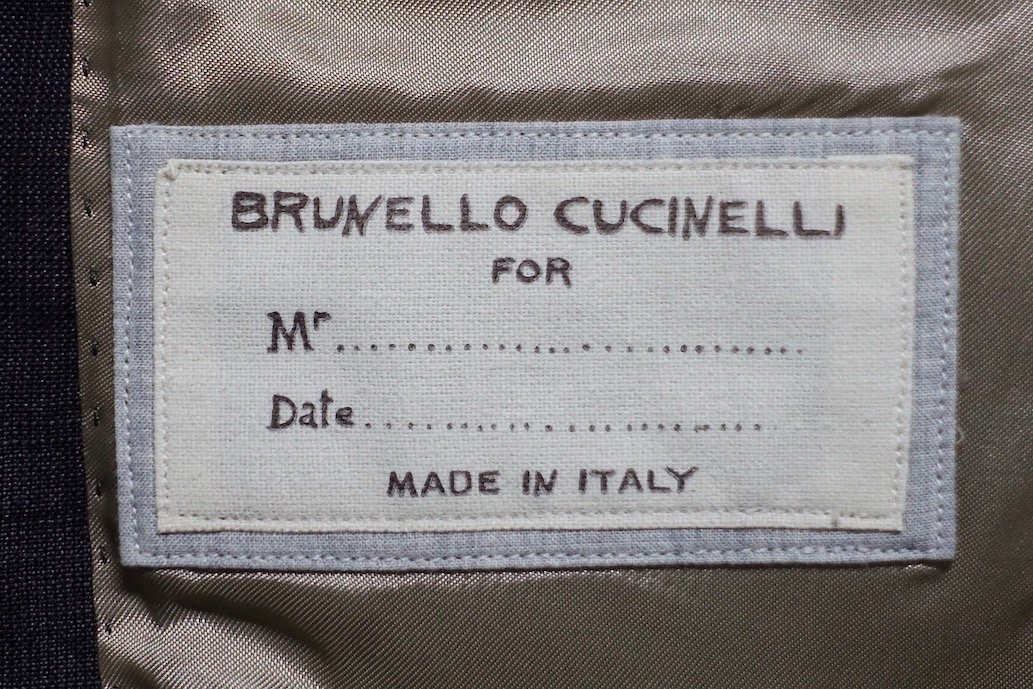 BRUNELLO CUCINELLI
FOR
Mr..............................
Date..........................
MADE IN ITALY